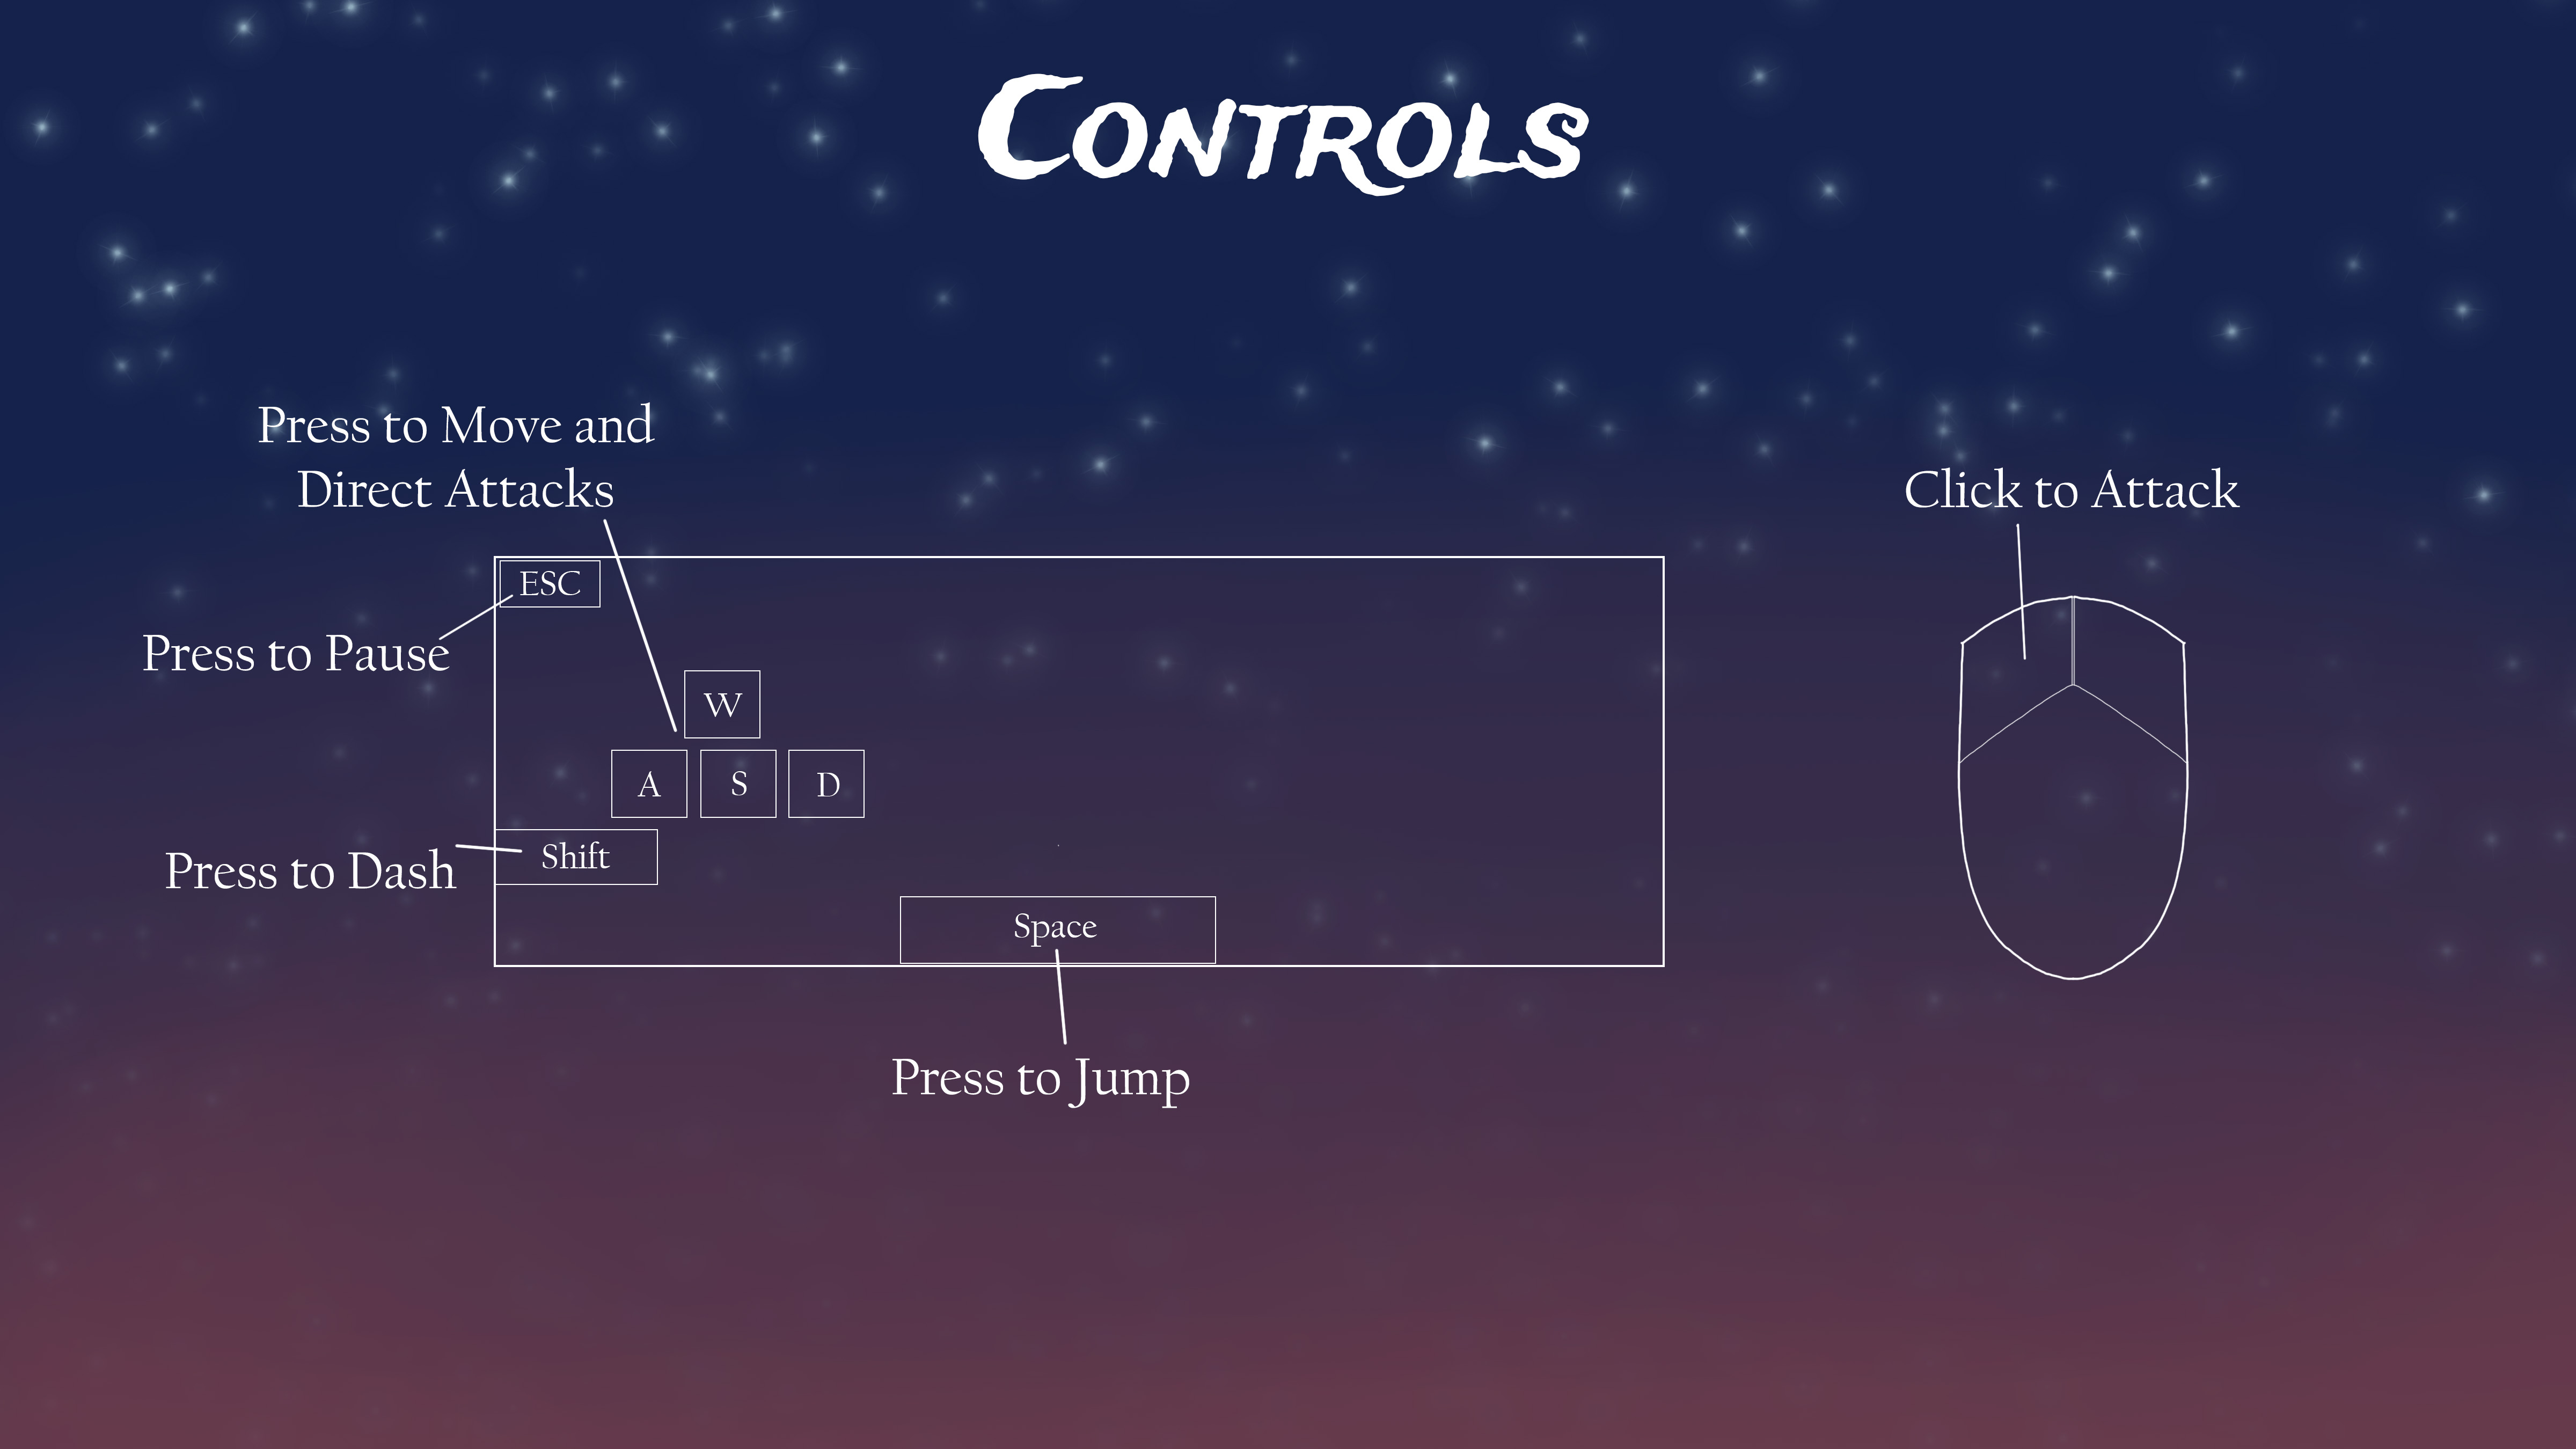 Controls
Press to Move and
Direct Attacks
Click to Attack
ESC
Press to Pause
W
A
S
D
Shift
Press to Dash
Space
Press to Jump